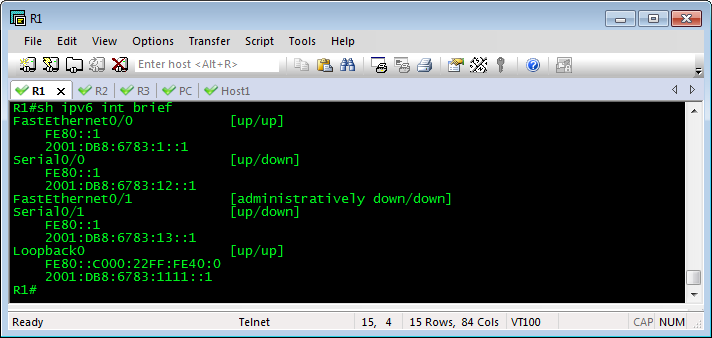 R1
File Edit View Options Transfer Script Tools Help
Enter host <Alt+R>
R1 R2 R3 PC Host1
R1#sh ipv6 int brief
FastEthernet0/0 [up/up]
FE80::1
2001:DB8:6783:1::1
Serial0/0 [up/down]
FE80::1
2001:DB8:6783:12::1
FastEthernet0/1 [administratively down/down]
Serial0/1 [up/down]
FE80::1
2001:DB8:6783:13::1
Loopback0 [up/up]
FE80::C000:22FF:FE40:0
2001:DB8:6783:1111::1
R1#
Ready Telnet 15, 4 15 Rows, 84 Cols VT100 CAP NUM